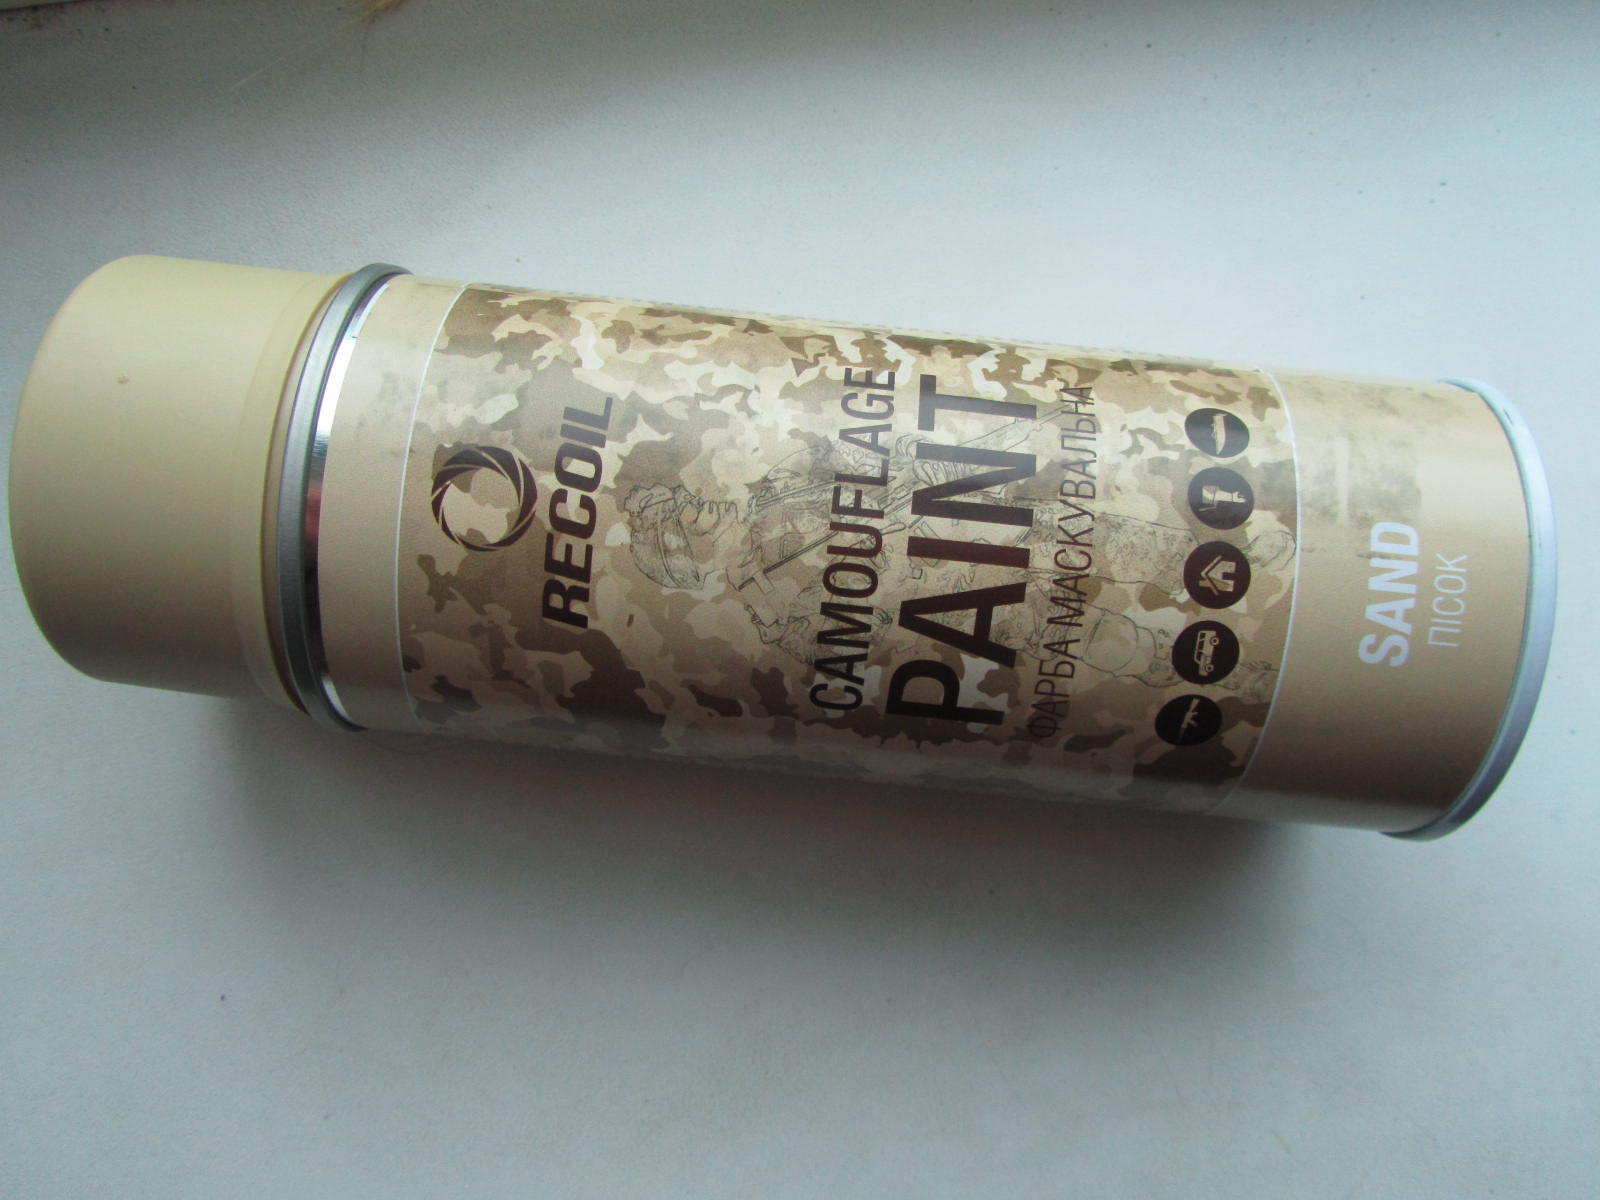 RECOIL
CAMOUFLAGE
PAINT
ФАРБА МАСКУВАЛЬНА
SAND
ПІСОК